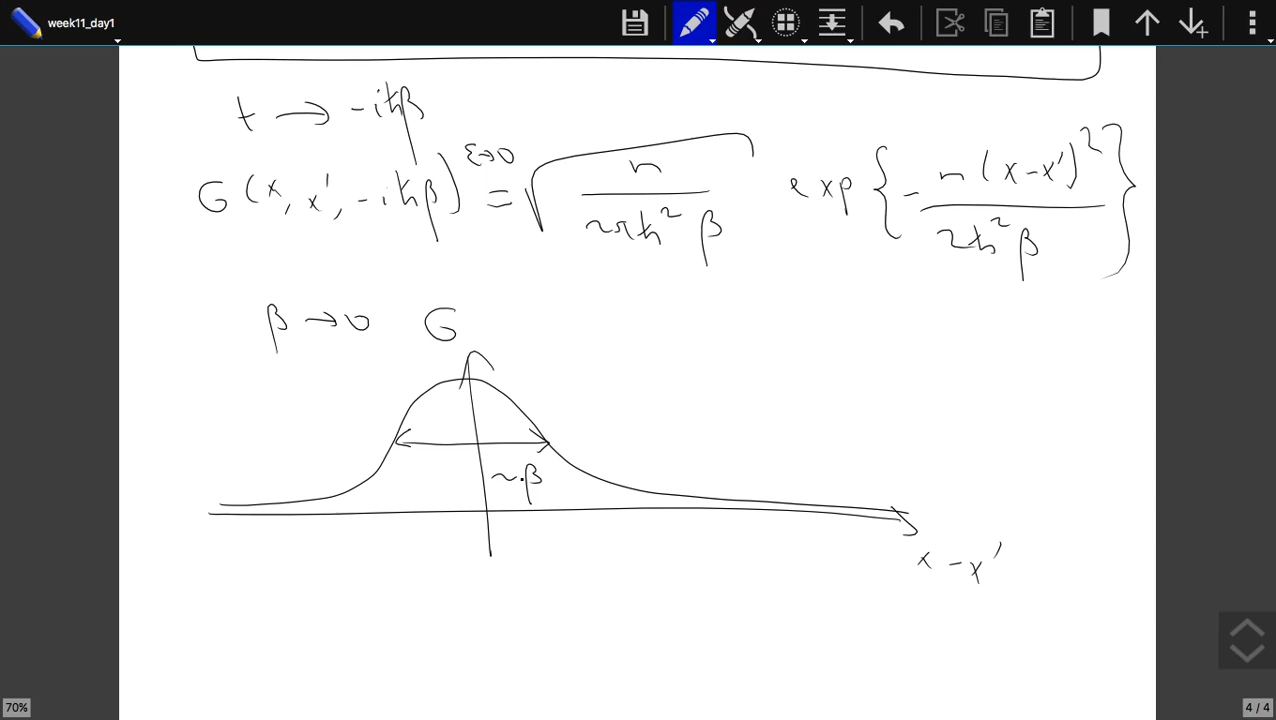 week11_day1
t → -iħβ
G(x, x', -iħβ) ε→0 = √(m / 2πħ²β) exp{-m(x-x')² / 2ħ²β}
β → 0 G
~β
x - x'
70%
4 / 4